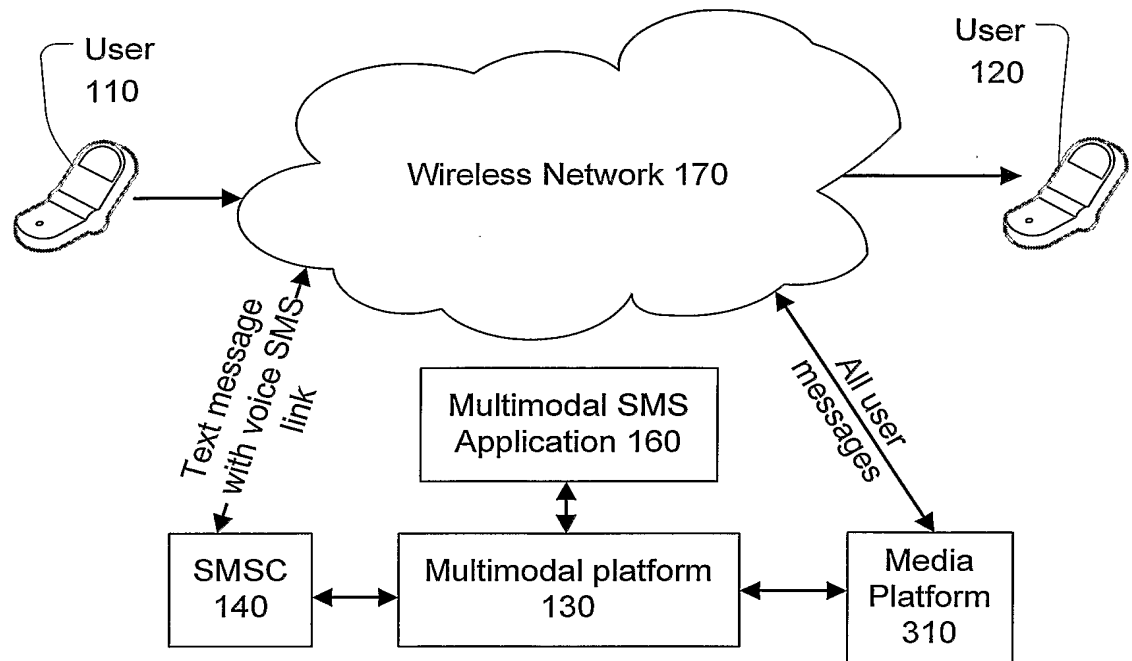 User
110
User
120
Wireless Network 170
Text message
with voice SMS
link
All user
messages
Multimodal SMS
Application 160
SMSC
140
Multimodal platform
130
Media
Platform
310